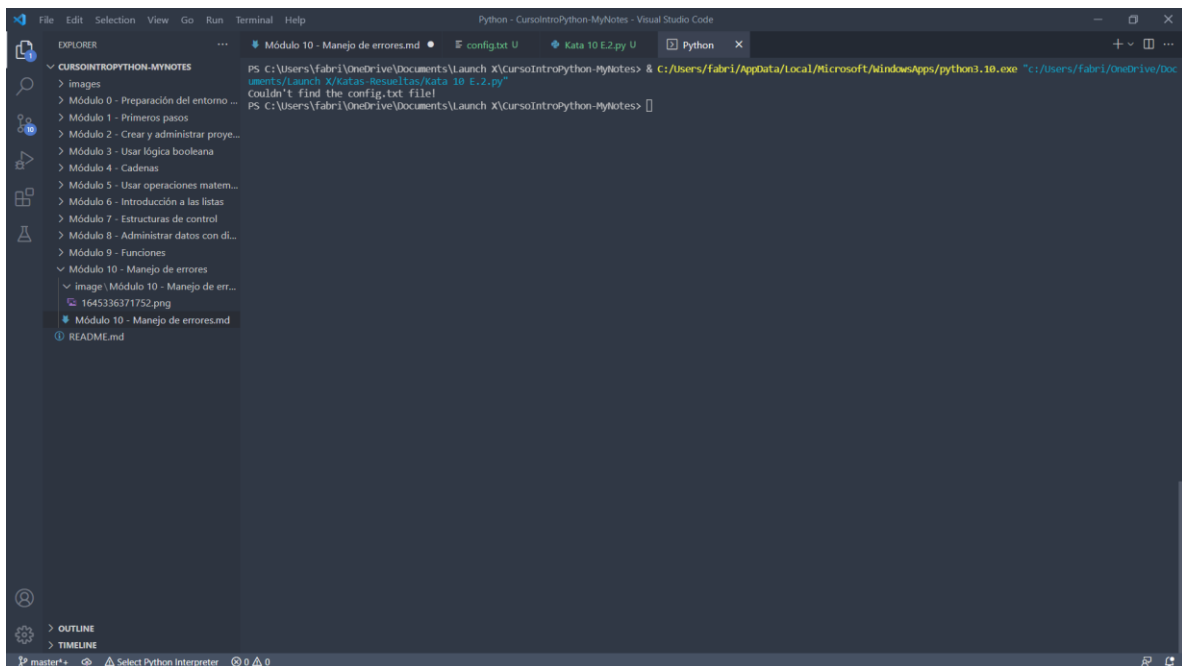 File Edit Selection View Go Run Terminal Help
Python - CursoIntroPython-MyNotes - Visual Studio Code
EXPLORER
Módulo 10 - Manejo de errores.md
config.txt U
Kata 10 E.2.py U
Python
CURSOINTROPYTHON-MYNOTES
images
Módulo 0 - Preparación del entorno ...
Módulo 1 - Primeros pasos
Módulo 2 - Crear y administrar proye...
Módulo 3 - Usar lógica booleana
Módulo 4 - Cadenas
Módulo 5 - Usar operaciones matem...
Módulo 6 - Introducción a las listas
Módulo 7 - Estructuras de control
Módulo 8 - Administrar datos con di...
Módulo 9 - Funciones
Módulo 10 - Manejo de errores
image \ Módulo 10 - Manejo de err...
1645336371752.png
Módulo 10 - Manejo de errores.md
README.md
PS C:\Users\fabri\OneDrive\Documents\Launch X\CursoIntroPython-MyNotes> & C:/Users/fabri/AppData/Local/Microsoft/WindowsApps/python3.10.exe "c:/Users/fabri/OneDrive/Doc
uments/Launch X/Katas-Resueltas/Kata 10 E.2.py"
Couldn't find the config.txt file!
PS C:\Users\fabri\OneDrive\Documents\Launch X\CursoIntroPython-MyNotes>
1
10
OUTLINE
TIMELINE
master*+ Select Python Interpreter 0 0